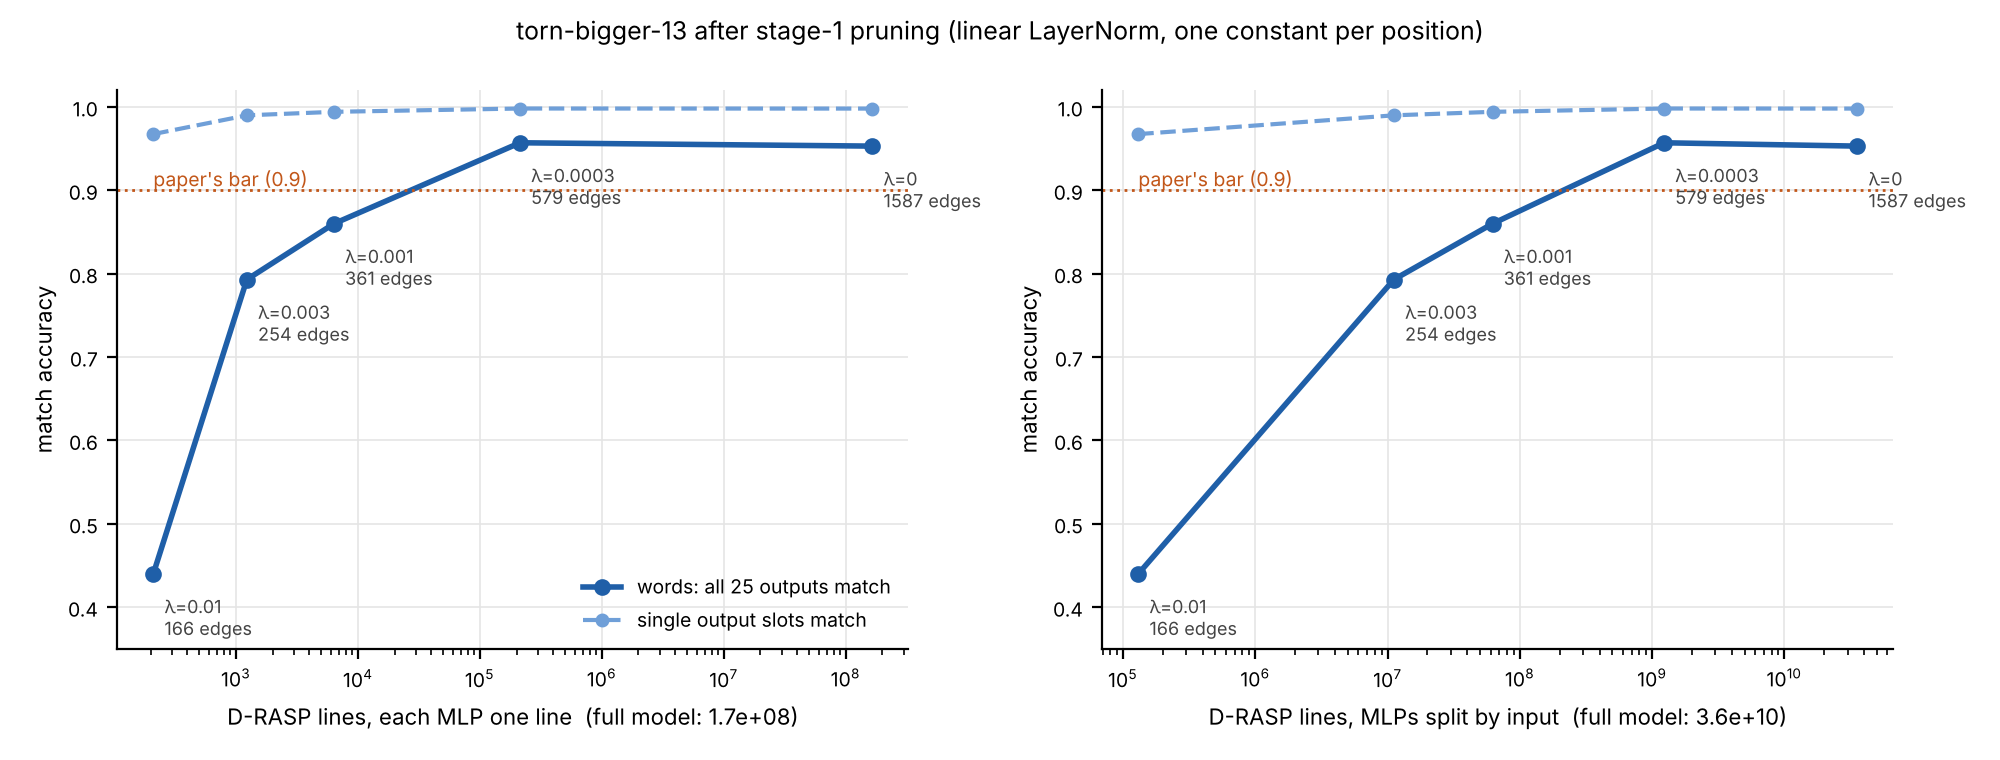 torn-bigger-13 after stage-1 pruning (linear LayerNorm, one constant per position)
match accuracy
1.0
0.9
0.8
0.7
0.6
0.5
0.4
paper's bar (0.9)
λ=0.0003
579 edges
λ=0
1587 edges
λ=0.001
361 edges
λ=0.003
254 edges
λ=0.01
166 edges
words: all 25 outputs match
single output slots match
10³
10⁴
10⁵
10⁶
10⁷
10⁸
D-RASP lines, each MLP one line (full model: 1.7e+08)
match accuracy
1.0
0.9
0.8
0.7
0.6
0.5
0.4
paper's bar (0.9)
λ=0.0003
579 edges
λ=0
1587 edges
λ=0.001
361 edges
λ=0.003
254 edges
λ=0.01
166 edges
10⁵
10⁶
10⁷
10⁸
10⁹
10¹⁰
D-RASP lines, MLPs split by input (full model: 3.6e+10)